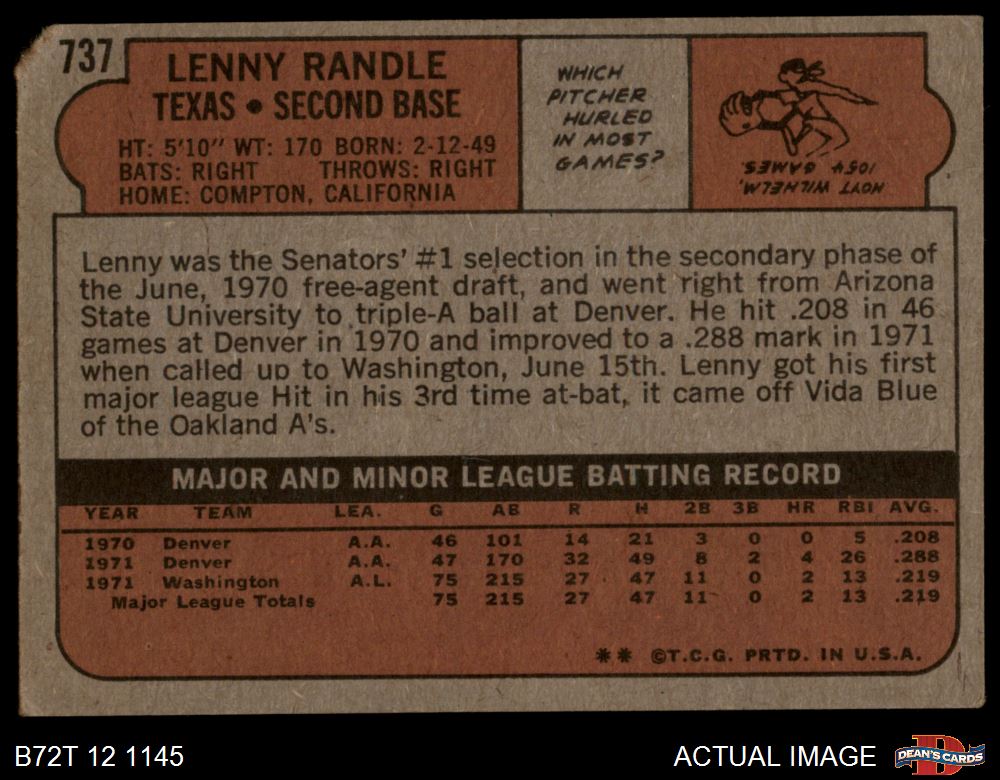 737
LENNY RANDLE
TEXAS • SECOND BASE
HT: 5'10" WT: 170 BORN: 2-12-49
BATS: RIGHT THROWS: RIGHT
HOME: COMPTON, CALIFORNIA
WHICH
PITCHER
HURLED
IN MOST
GAMES?
HOYT WILHELM,
1054 GAMES.
Lenny was the Senators' #1 selection in the secondary phase of
the June, 1970 free-agent draft, and went right from Arizona
State University to triple-A ball at Denver. He hit .208 in 46
games at Denver in 1970 and improved to a .288 mark in 1971
when called up to Washington, June 15th. Lenny got his first
major league Hit in his 3rd time at-bat, it came off Vida Blue
of the Oakland A's.
MAJOR AND MINOR LEAGUE BATTING RECORD
YEAR TEAM LEA. G AB R H 2B 3B HR RBI AVG.
1970 Denver A.A. 46 101 14 21 3 0 0 5 .208
1971 Denver A.A. 47 170 32 49 8 2 4 26 .288
1971 Washington A.L. 75 215 27 47 11 0 2 13 .219
Major League Totals 75 215 27 47 11 0 2 13 .219
** ©T.C.G. PRTD. IN U.S.A.
B72T 12 1145
ACTUAL IMAGE
D
DEAN'S CARDS